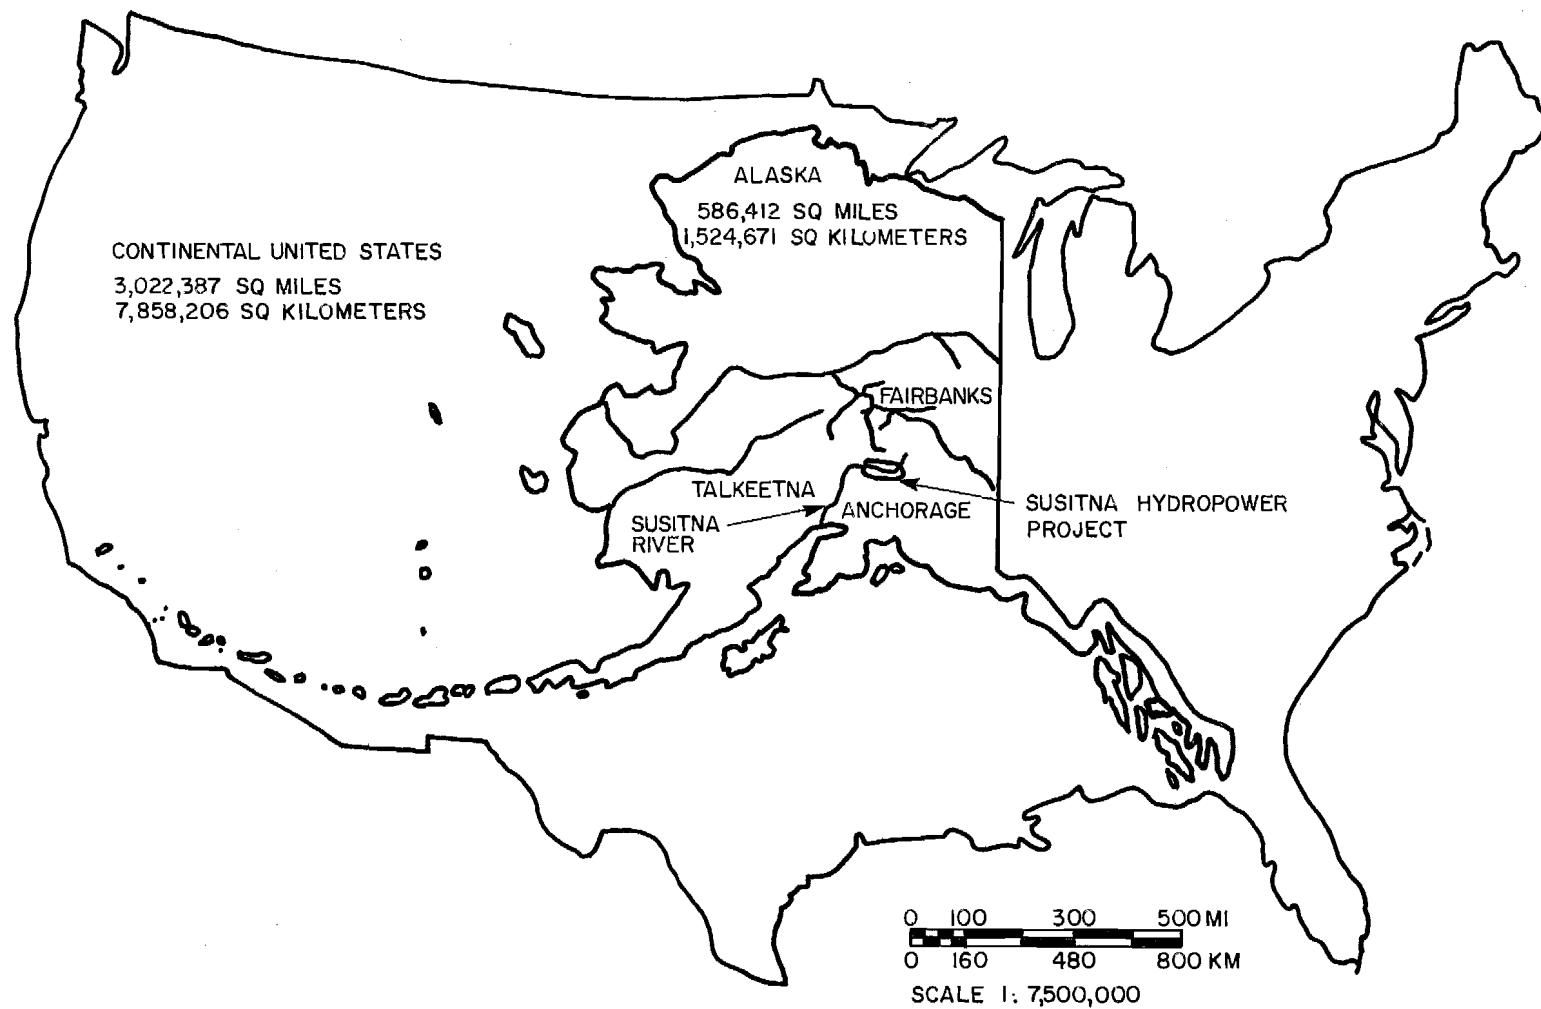 ALASKA
586,412 SQ MILES
1,524,671 SQ KILOMETERS
CONTINENTAL UNITED STATES
3,022,387 SQ MILES
7,858,206 SQ KILOMETERS
FAIRBANKS
TALKEETNA
ANCHORAGE
SUSITNA
RIVER
SUSITNA HYDROPOWER
PROJECT
0 100 300 500 MI
0 160 480 800 KM
SCALE 1: 7,500,000